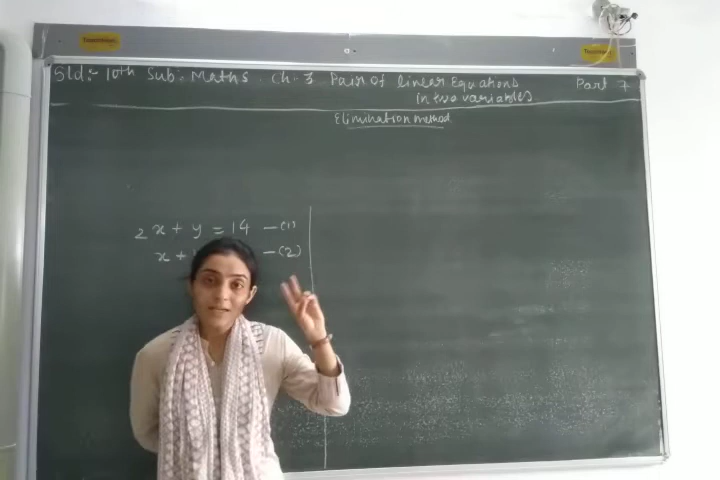 Std:- 10th Sub:- Maths. Ch-3 Pair of linear Equations
in two variables
Part 7
Elimination method
2x + y = 14 —(1)
x + —(2)